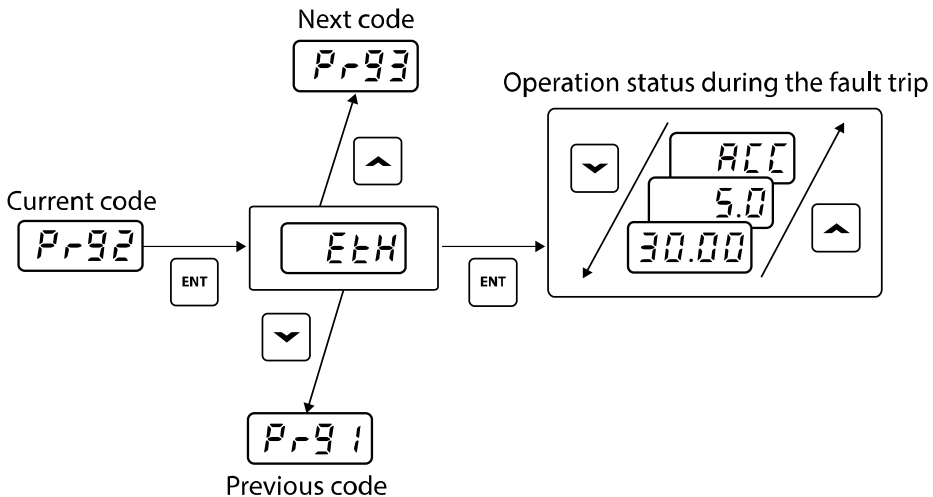 Next code
Pr93
Operation status during the fault trip
ACC
Current code
5.0
Pr92
EtH
30.00
ENT
ENT
Pr91
Previous code